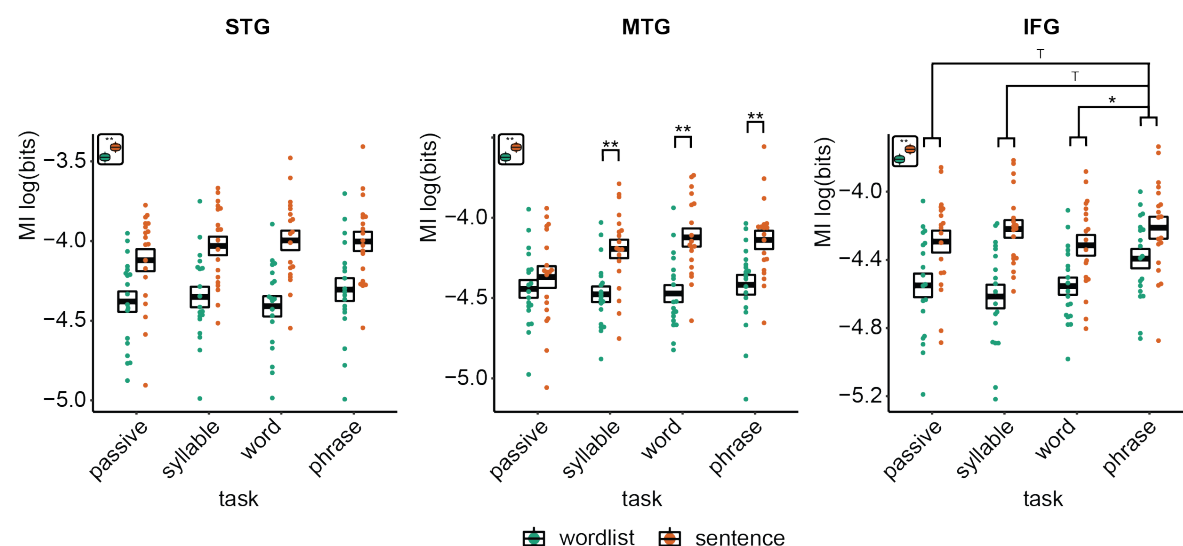 STG
MTG
IFG
MI log(bits)
−3.5
−4.0
−4.5
−5.0
**
passive
syllable
word
phrase
task
MI log(bits)
−4.0
−4.5
−5.0
**
**
**
**
passive
syllable
word
phrase
task
MI log(bits)
−4.0
−4.4
−4.8
−5.2
**
T
T
*
passive
syllable
word
phrase
task
wordlist
sentence